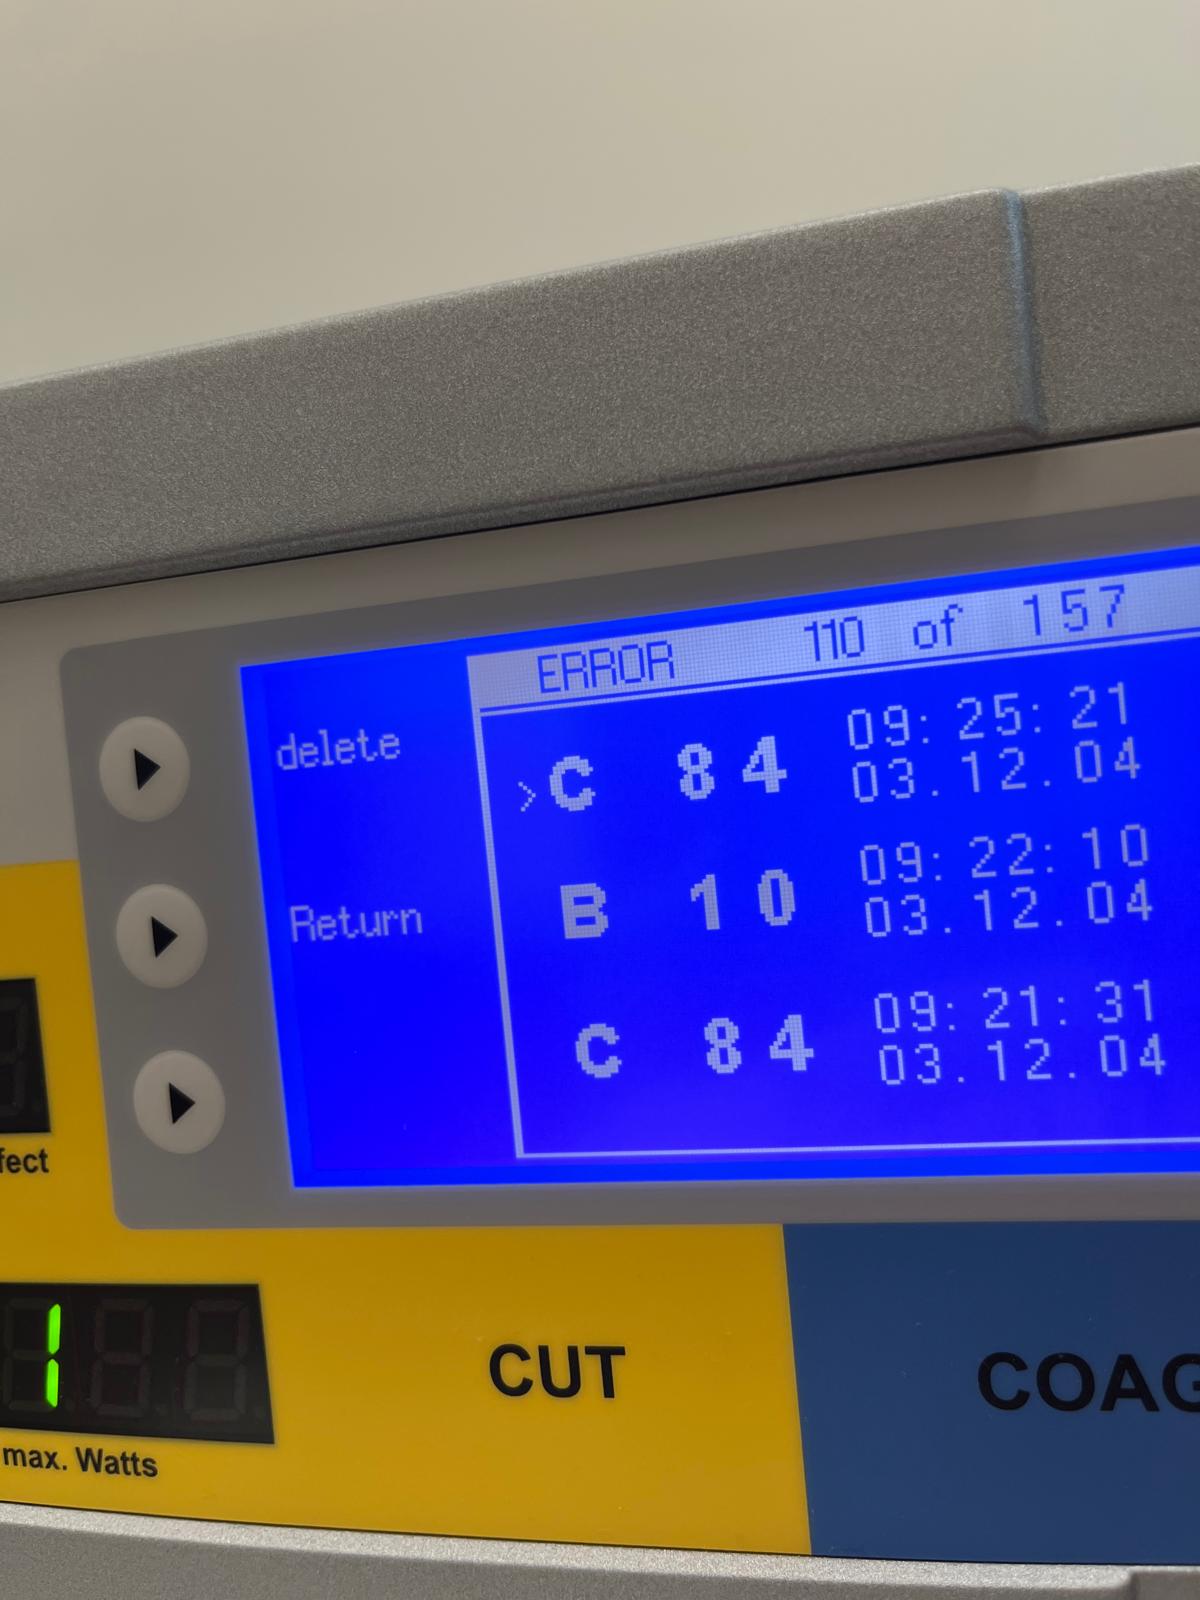 ERROR 110 of 157
delete
>C 84 09:25:21
03.12.04
B 10 09:22:10
03.12.04
Return
C 84 09:21:31
03.12.04
fect
1
max. Watts
CUT
COAG